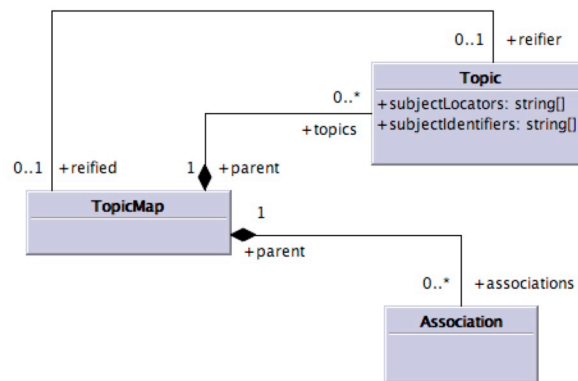 0..1 +reifier
Topic
+subjectLocators: string[]
+subjectIdentifiers: string[]
0..*
+topics
0..1 +reified
1 +parent
TopicMap
1
+parent
0..* +associations
Association